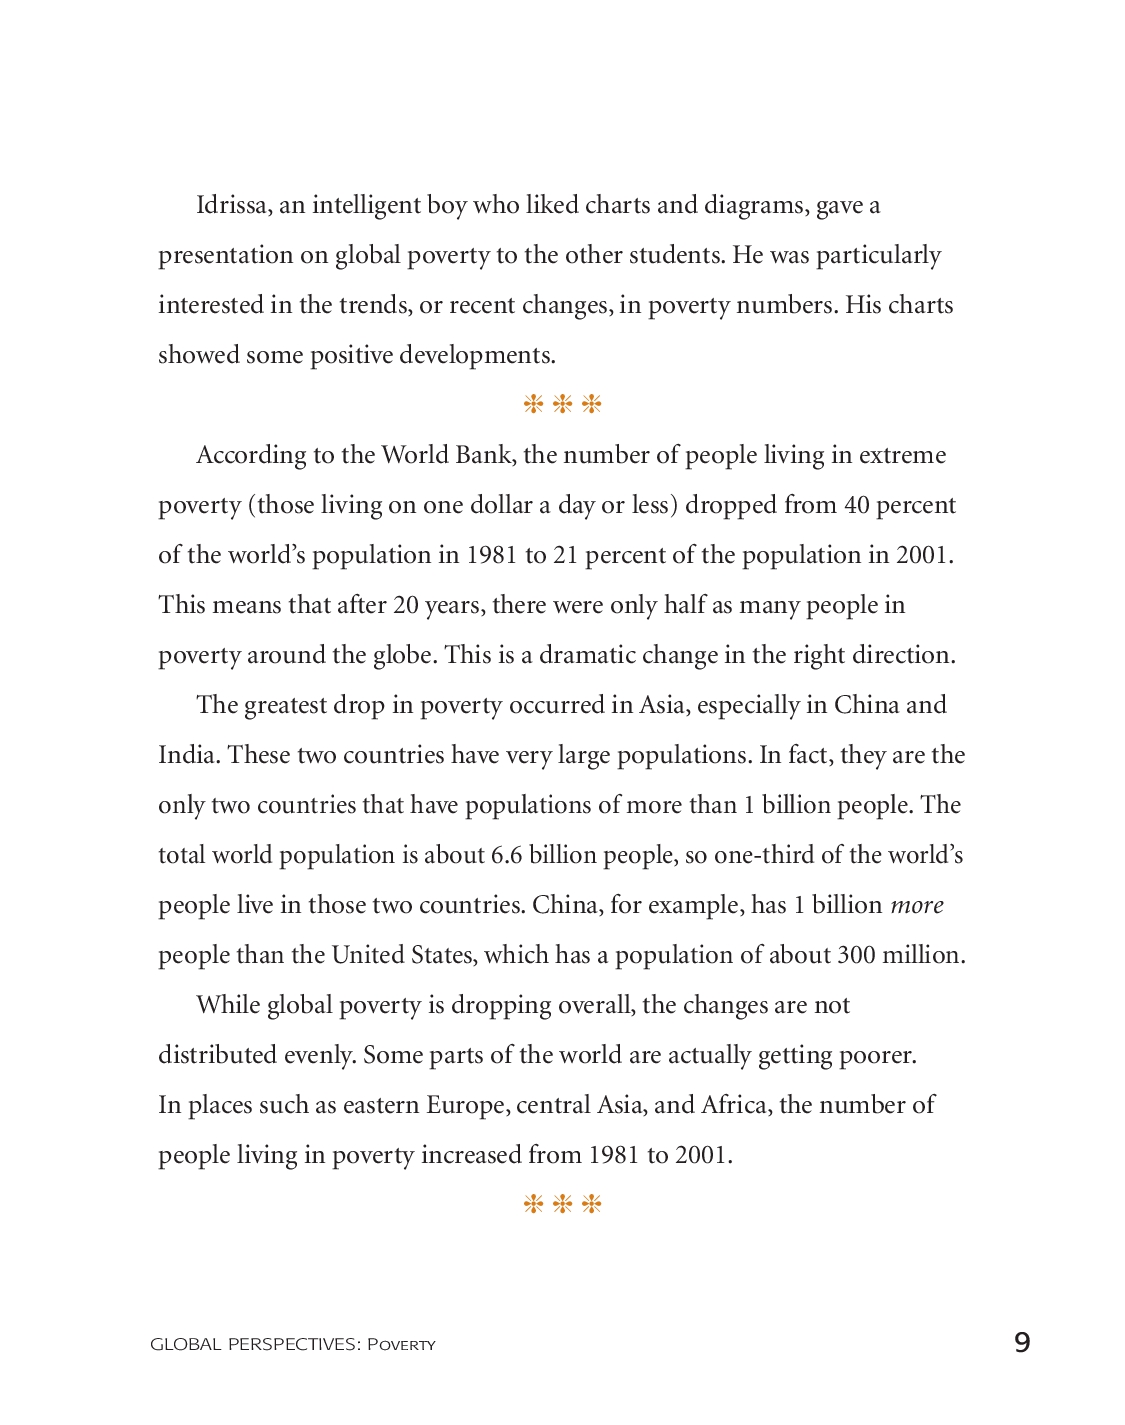 Idrissa, an intelligent boy who liked charts and diagrams, gave a
presentation on global poverty to the other students. He was particularly
interested in the trends, or recent changes, in poverty numbers. His charts
showed some positive developments.
❉ ❉ ❉
According to the World Bank, the number of people living in extreme
poverty (those living on one dollar a day or less) dropped from 40 percent
of the world’s population in 1981 to 21 percent of the population in 2001.
This means that after 20 years, there were only half as many people in
poverty around the globe. This is a dramatic change in the right direction.
The greatest drop in poverty occurred in Asia, especially in China and
India. These two countries have very large populations. In fact, they are the
only two countries that have populations of more than 1 billion people. The
total world population is about 6.6 billion people, so one-third of the world’s
people live in those two countries. China, for example, has 1 billion more
people than the United States, which has a population of about 300 million.
While global poverty is dropping overall, the changes are not
distributed evenly. Some parts of the world are actually getting poorer.
In places such as eastern Europe, central Asia, and Africa, the number of
people living in poverty increased from 1981 to 2001.
❉ ❉ ❉
GLOBAL PERSPECTIVES: Poverty 9